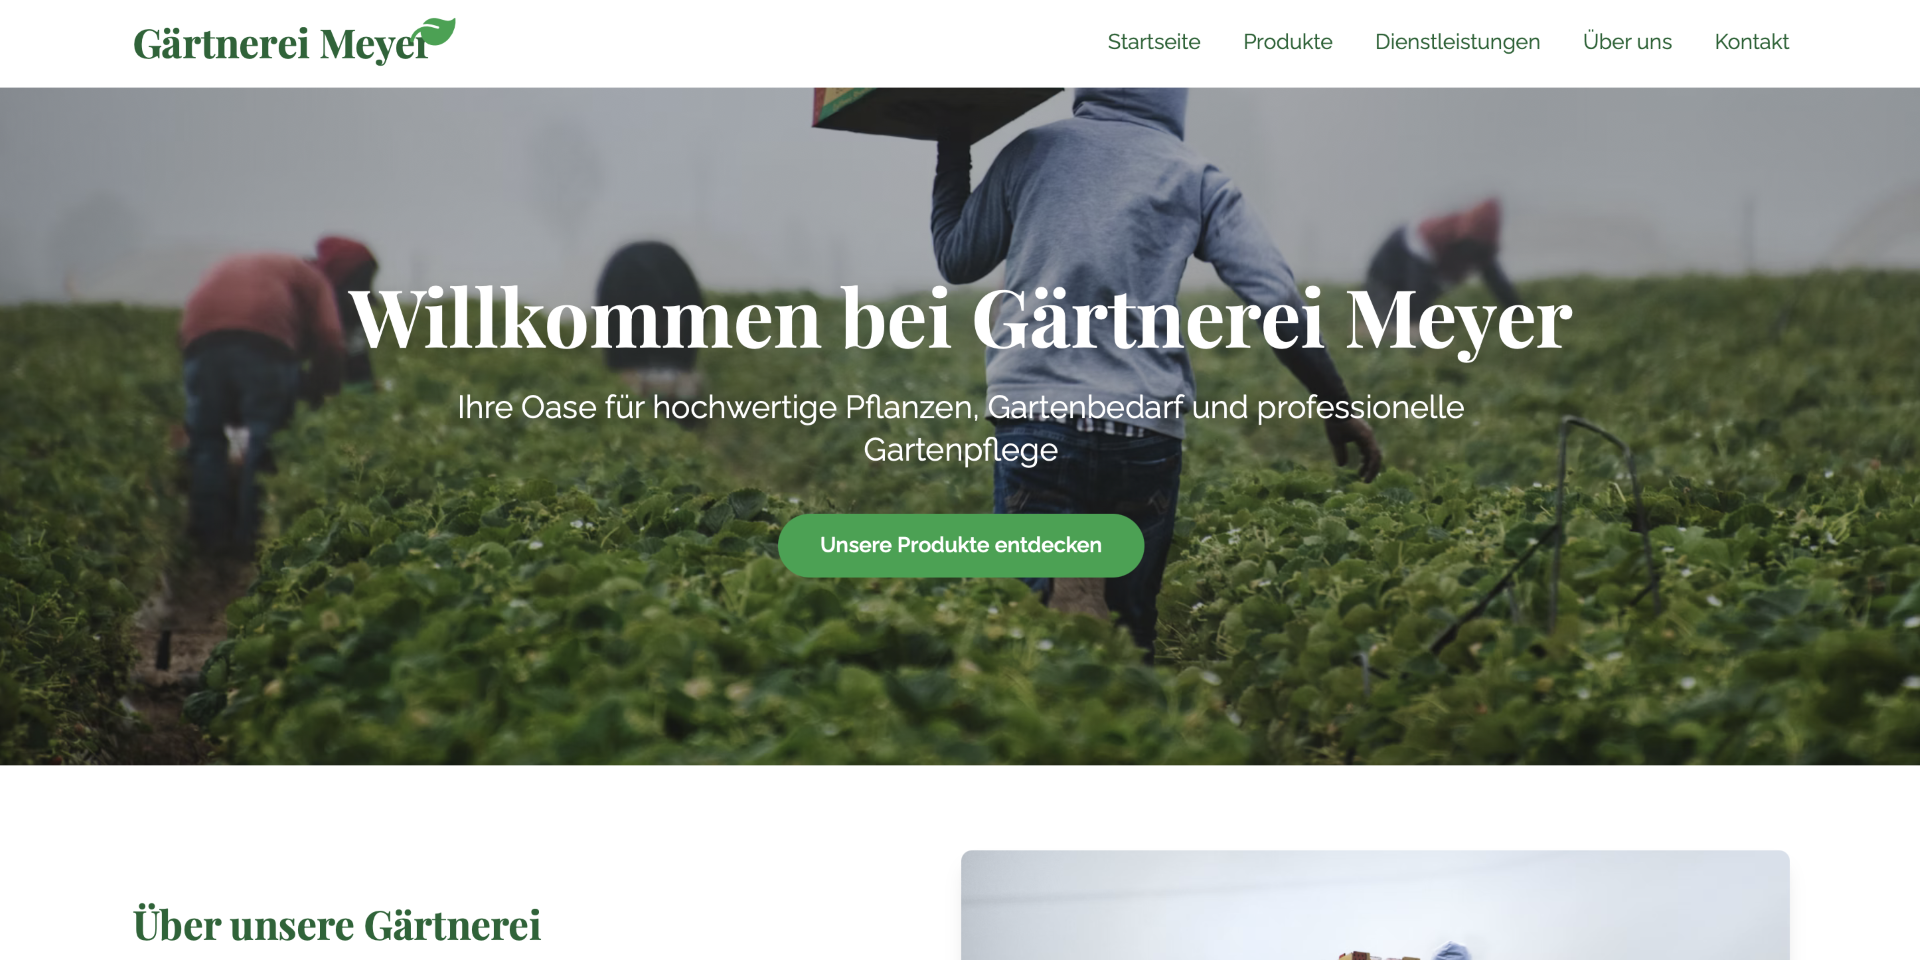 Gärtnerei Meyer
Startseite
Produkte
Dienstleistungen
Über uns
Kontakt
Willkommen bei Gärtnerei Meyer
Ihre Oase für hochwertige Pflanzen, Gartenbedarf und professionelle
Gartenpflege
Unsere Produkte entdecken
Über unsere Gärtnerei